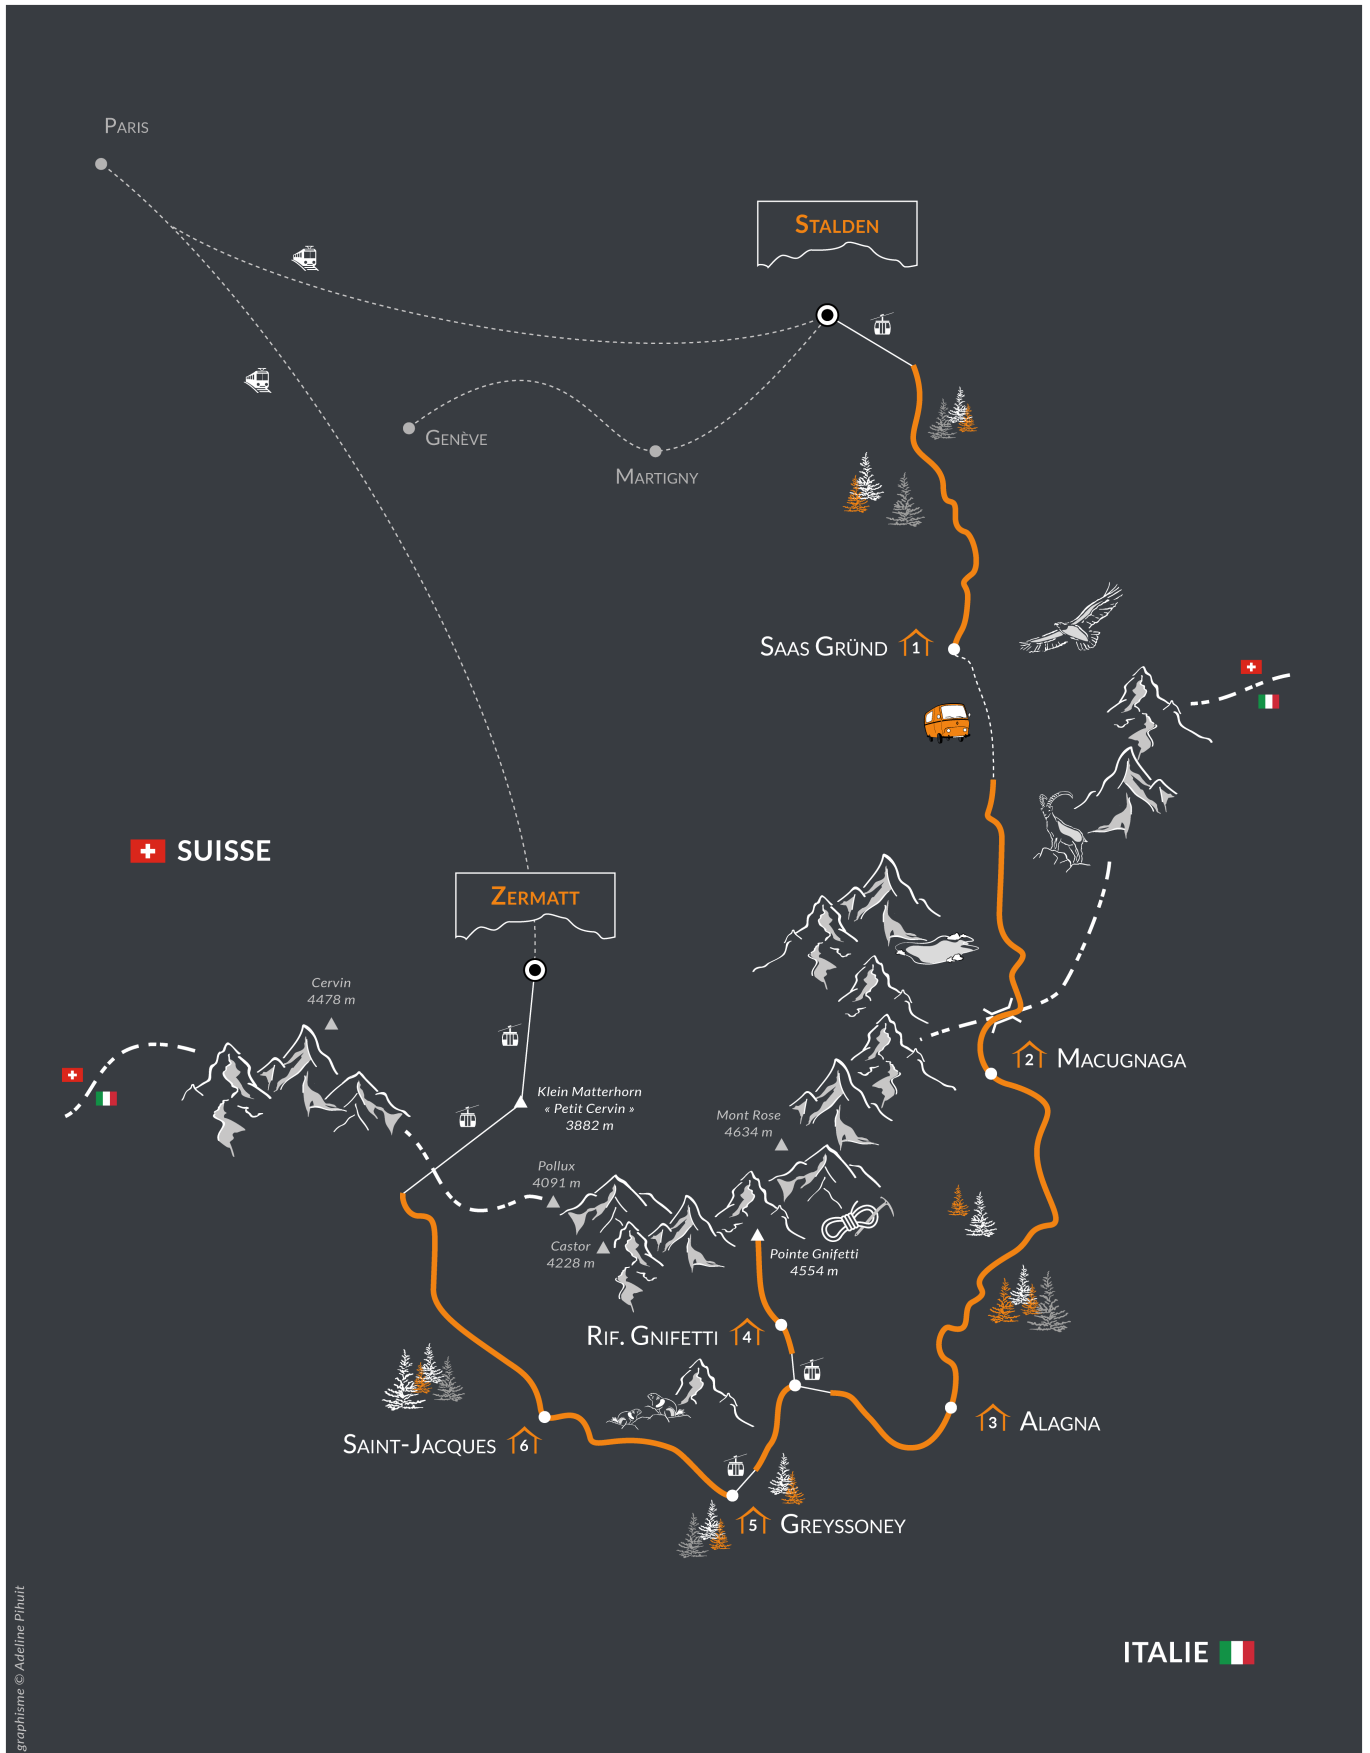 PARIS
STALDEN
GENÈVE
MARTIGNY
SAAS GRÜND 1
SUISSE
ZERMATT
Cervin
4478 m
Klein Matterhorn
« Petit Cervin »
3882 m
2 MACUGNAGA
Mont Rose
4634 m
Pollux
4091 m
Castor
4228 m
Pointe Gnifetti
4554 m
RIF. GNIFETTI 4
3 ALAGNA
SAINT-JACQUES 6
5 GREYSSONEY
ITALIE
graphisme © Adeline Pihuit